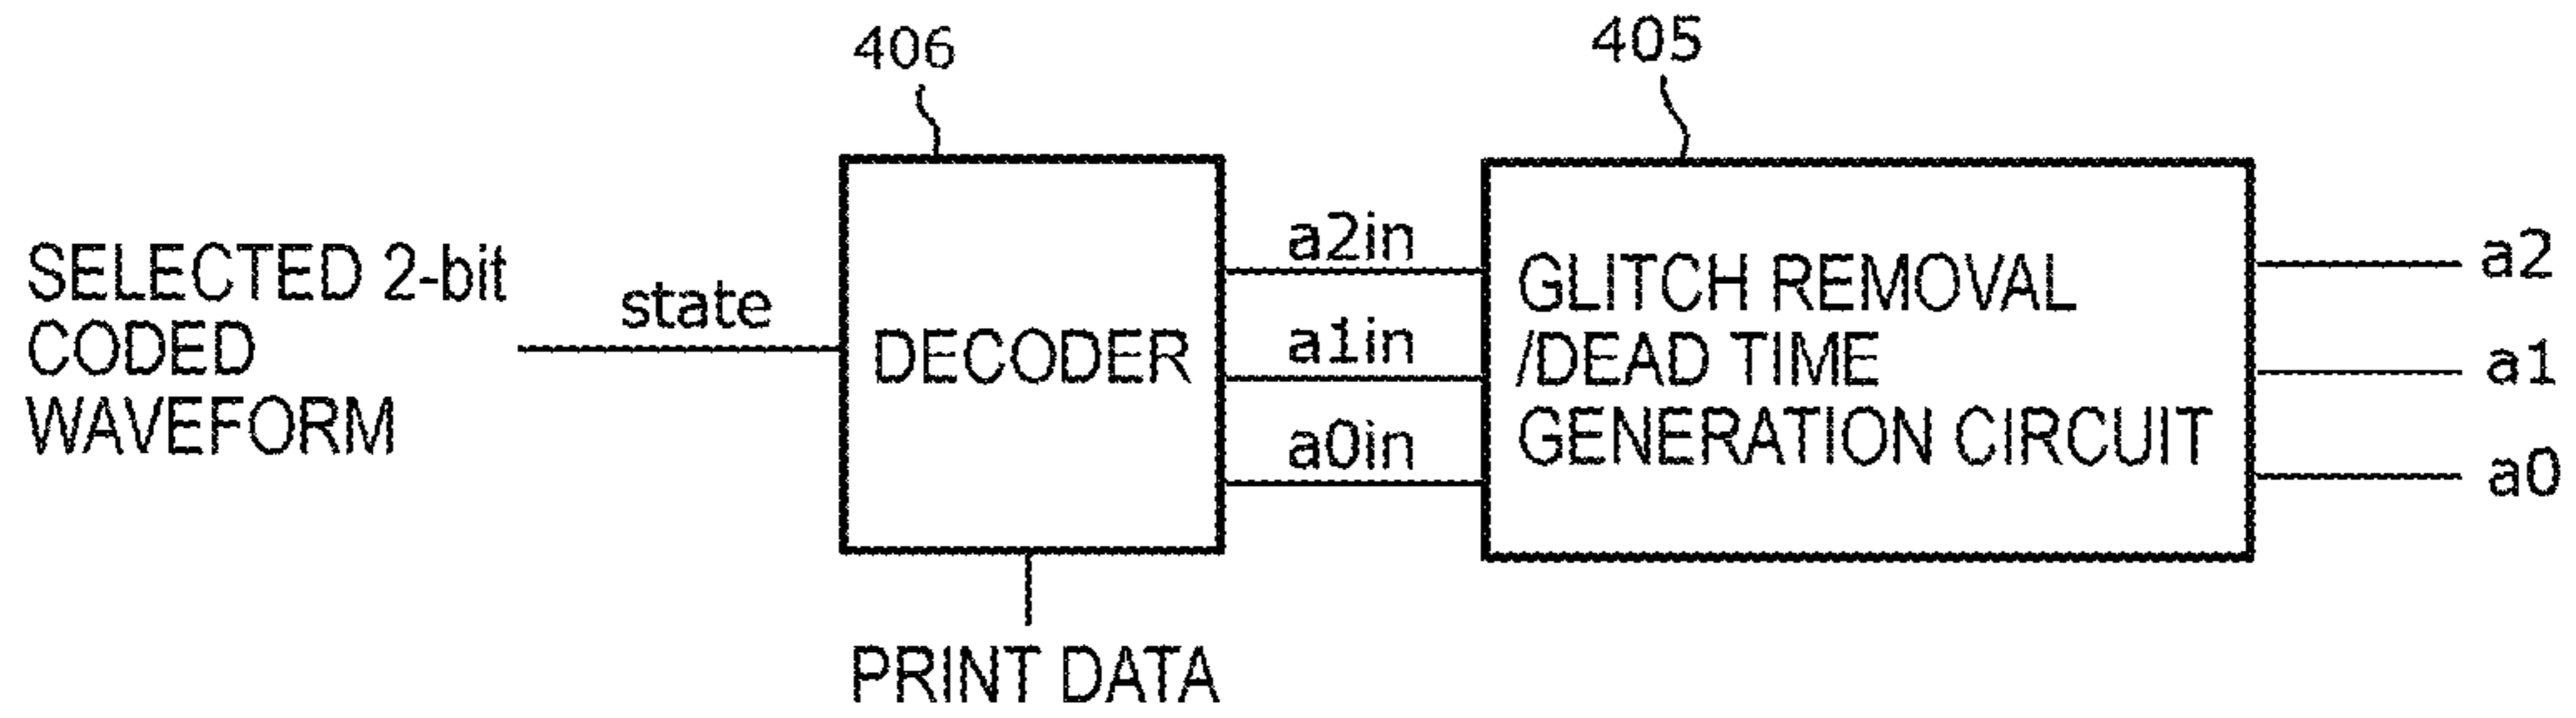 406
405
SELECTED 2-bit
CODED
WAVEFORM
state
DECODER
a2in
a1in
a0in
GLITCH REMOVAL
/DEAD TIME
GENERATION CIRCUIT
a2
a1
a0
PRINT DATA